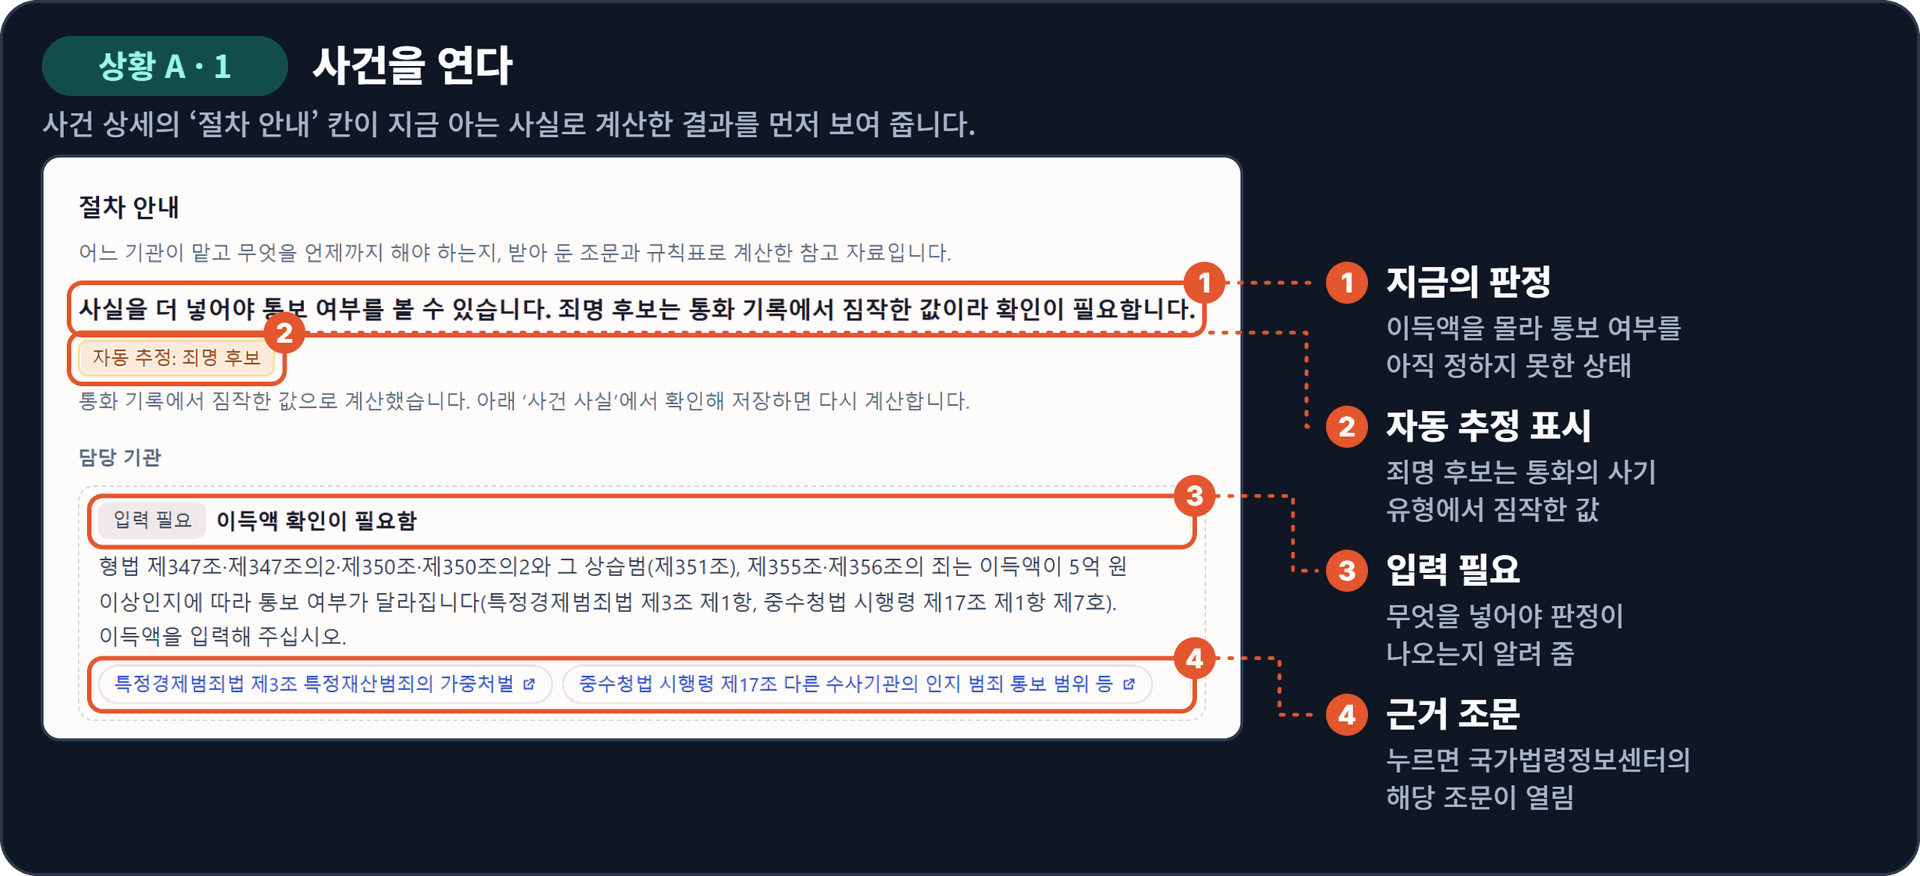 상황 A · 1
사건을 연다
사건 상세의 ‘절차 안내’ 칸이 지금 아는 사실로 계산한 결과를 먼저 보여 줍니다.
절차 안내
어느 기관이 맡고 무엇을 언제까지 해야 하는지, 받아 둔 조문과 규칙표로 계산한 참고 자료입니다.
1
사실을 더 넣어야 통보 여부를 볼 수 있습니다. 죄명 후보는 통화 기록에서 짐작한 값이라 확인이 필요합니다.
2
자동 추정: 죄명 후보
통화 기록에서 짐작한 값으로 계산했습니다. 아래 ‘사건 사실’에서 확인해 저장하면 다시 계산합니다.
담당 기관
3
입력 필요 이득액 확인이 필요함
형법 제347조·제347조의2·제350조·제350조의2와 그 상습범(제351조), 제355조·제356조의 죄는 이득액이 5억 원
이상인지에 따라 통보 여부가 달라집니다(특정경제범죄법 제3조 제1항, 중수청법 시행령 제17조 제1항 제7호).
이득액을 입력해 주십시오.
4
특정경제범죄법 제3조 특정재산범죄의 가중처벌
중수청법 시행령 제17조 다른 수사기관의 인지 범죄 통보 범위 등
1 지금의 판정
이득액을 몰라 통보 여부를
아직 정하지 못한 상태
2 자동 추정 표시
죄명 후보는 통화의 사기
유형에서 짐작한 값
3 입력 필요
무엇을 넣어야 판정이
나오는지 알려 줌
4 근거 조문
누르면 국가법령정보센터의
해당 조문이 열림